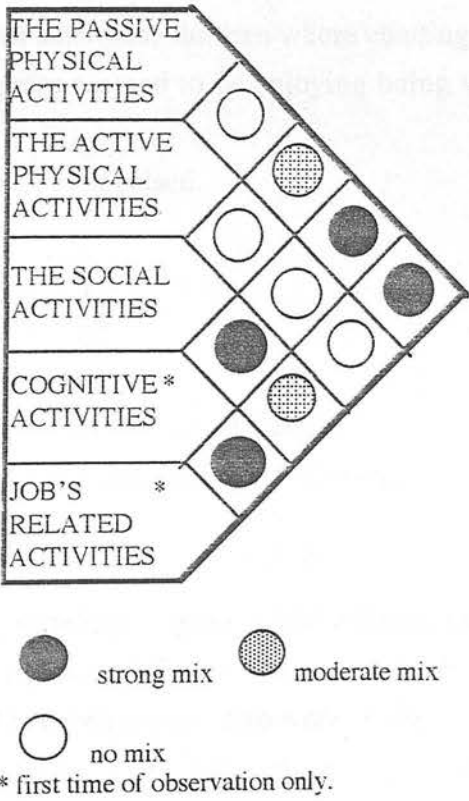 THE PASSIVE
PHYSICAL
ACTIVITIES
THE ACTIVE
PHYSICAL
ACTIVITIES
THE SOCIAL
ACTIVITIES
COGNITIVE *
ACTIVITIES
JOB'S *
RELATED
ACTIVITIES
strong mix moderate mix
no mix
* first time of observation only.